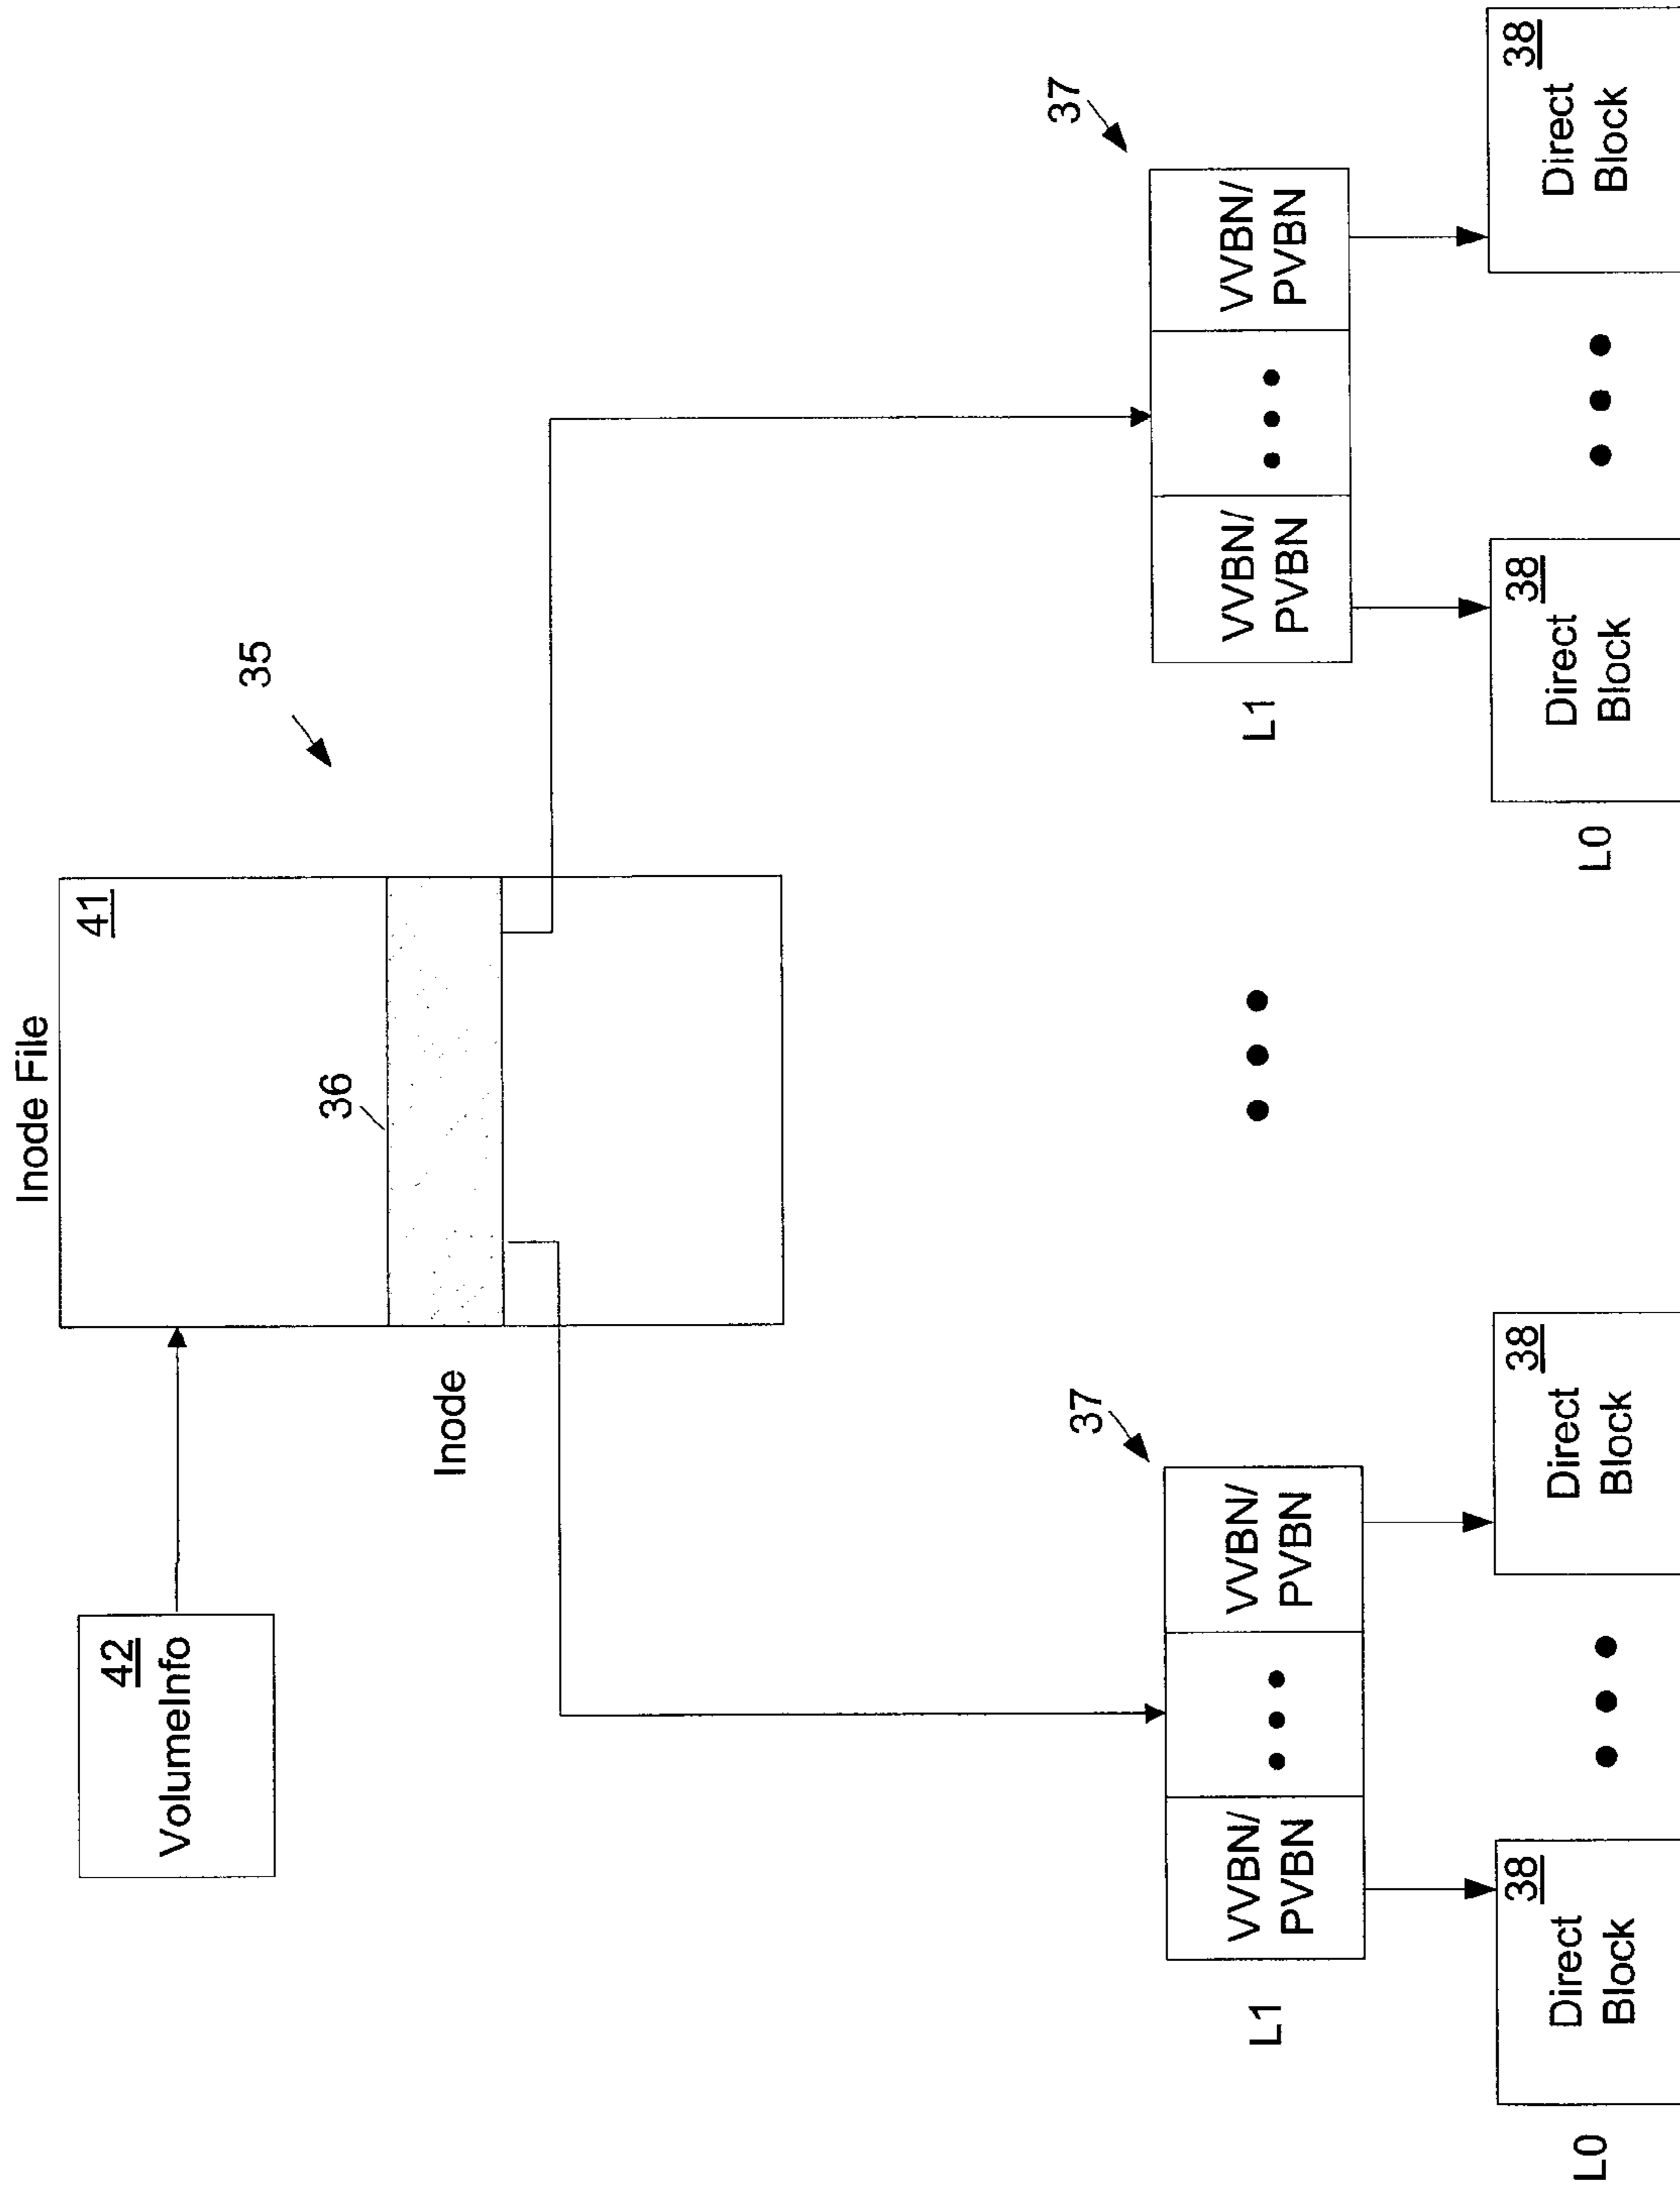 Inode File
42
VolumeInfo
41
36
Inode
35
37
37
L1
VVBN/
PVBN
• • •
VVBN/
PVBN
• • •
L1
VVBN/
PVBN
• • •
VVBN/
PVBN
L0
38
Direct
Block
• • •
38
Direct
Block
L0
38
Direct
Block
• • •
38
Direct
Block